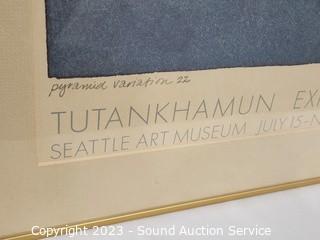 pyramid variation 22
TUTANKHAMUN EX
SEATTLE ART MUSEUM JULY 15-N
Copyright 2023 - Sound Auction Service